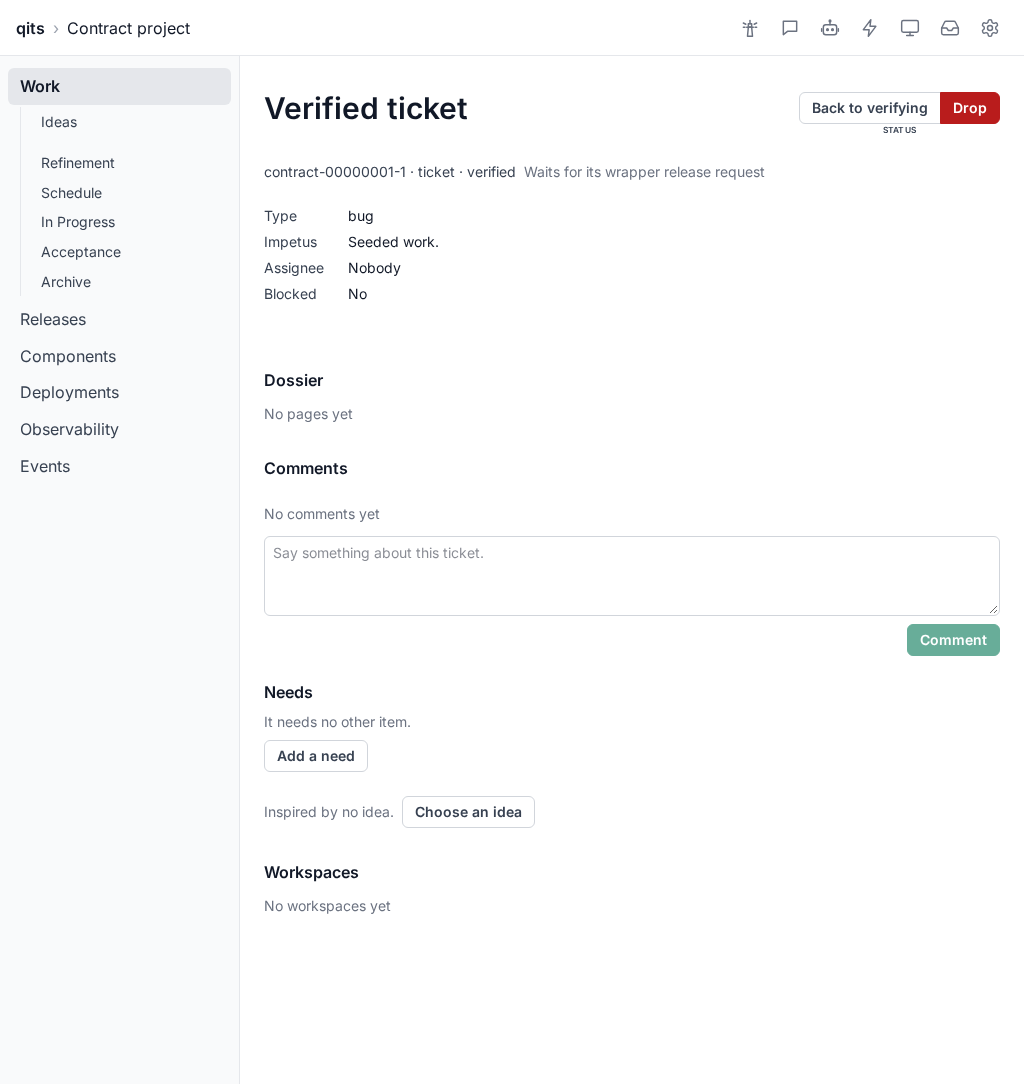 qits › Contract project
Work
Ideas
Refinement
Schedule
In Progress
Acceptance
Archive
Releases
Components
Deployments
Observability
Events
Verified ticket
Back to verifying Drop
STATUS
contract-00000001-1 · ticket · verified Waits for its wrapper release request
Type bug
Impetus Seeded work.
Assignee Nobody
Blocked No
Dossier
No pages yet
Comments
No comments yet
Say something about this ticket.
Comment
Needs
It needs no other item.
Add a need
Inspired by no idea. Choose an idea
Workspaces
No workspaces yet